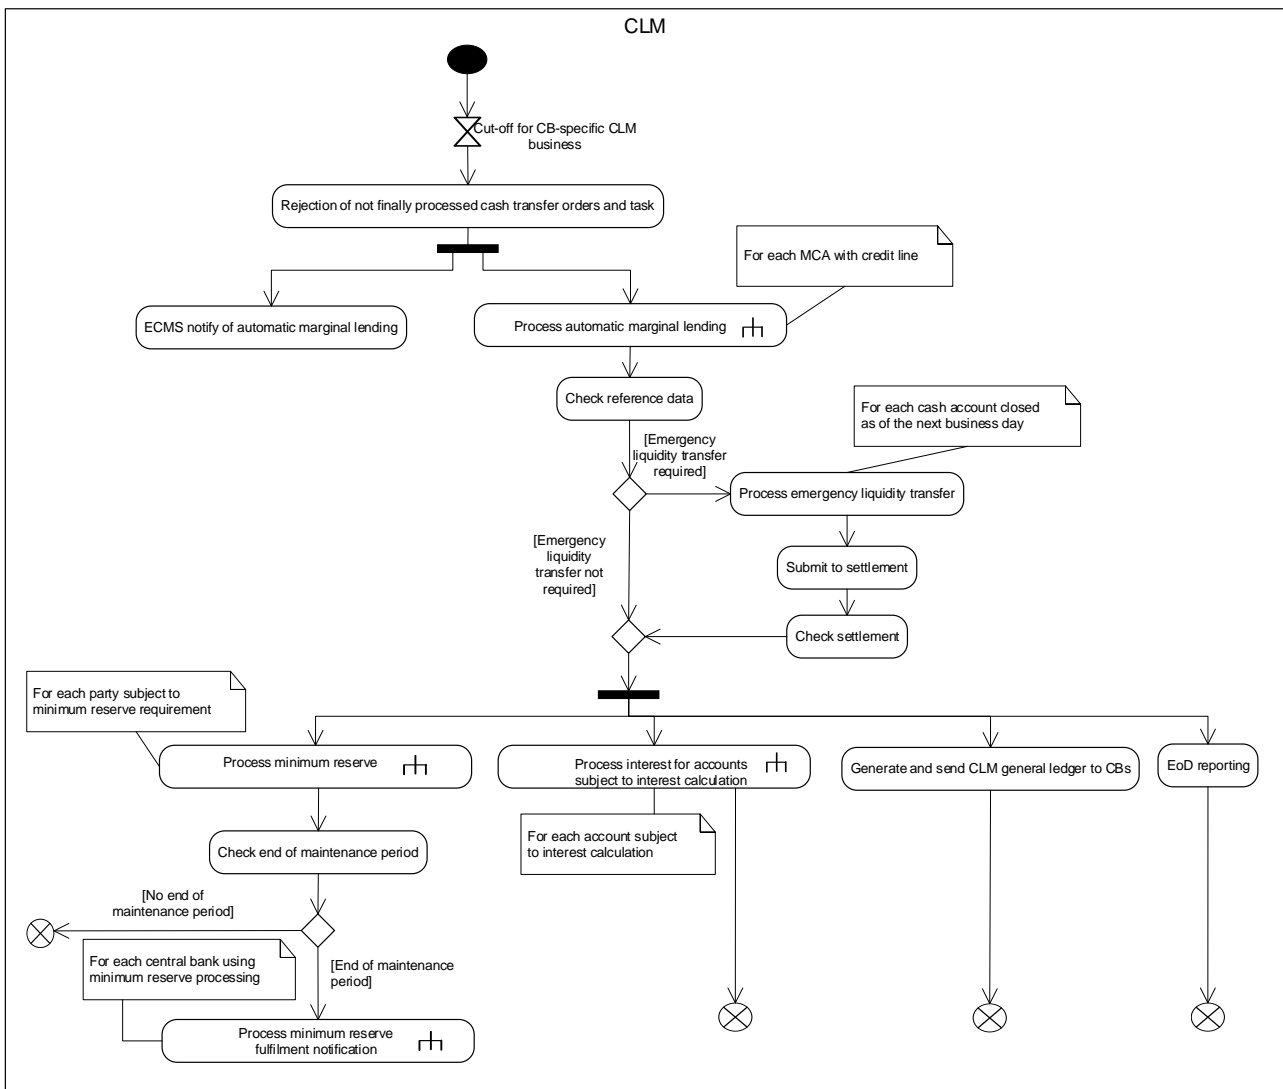 CLM
Cut-off for CB-specific CLM
business
Rejection of not finally processed cash transfer orders and task
For each MCA with credit line
ECMS notify of automatic marginal lending
Process automatic marginal lending
Check reference data
For each cash account closed
as of the next business day
[Emergency
liquidity transfer
required]
Process emergency liquidity transfer
[Emergency
liquidity
transfer not
required]
Submit to settlement
Check settlement
For each party subject to
minimum reserve requirement
Process minimum reserve
Process interest for accounts
subject to interest calculation
Generate and send CLM general ledger to CBs
EoD reporting
For each account subject
to interest calculation
Check end of maintenance period
[No end of
maintenance period]
For each central bank using
minimum reserve processing
[End of maintenance
period]
Process minimum reserve
fulfilment notification